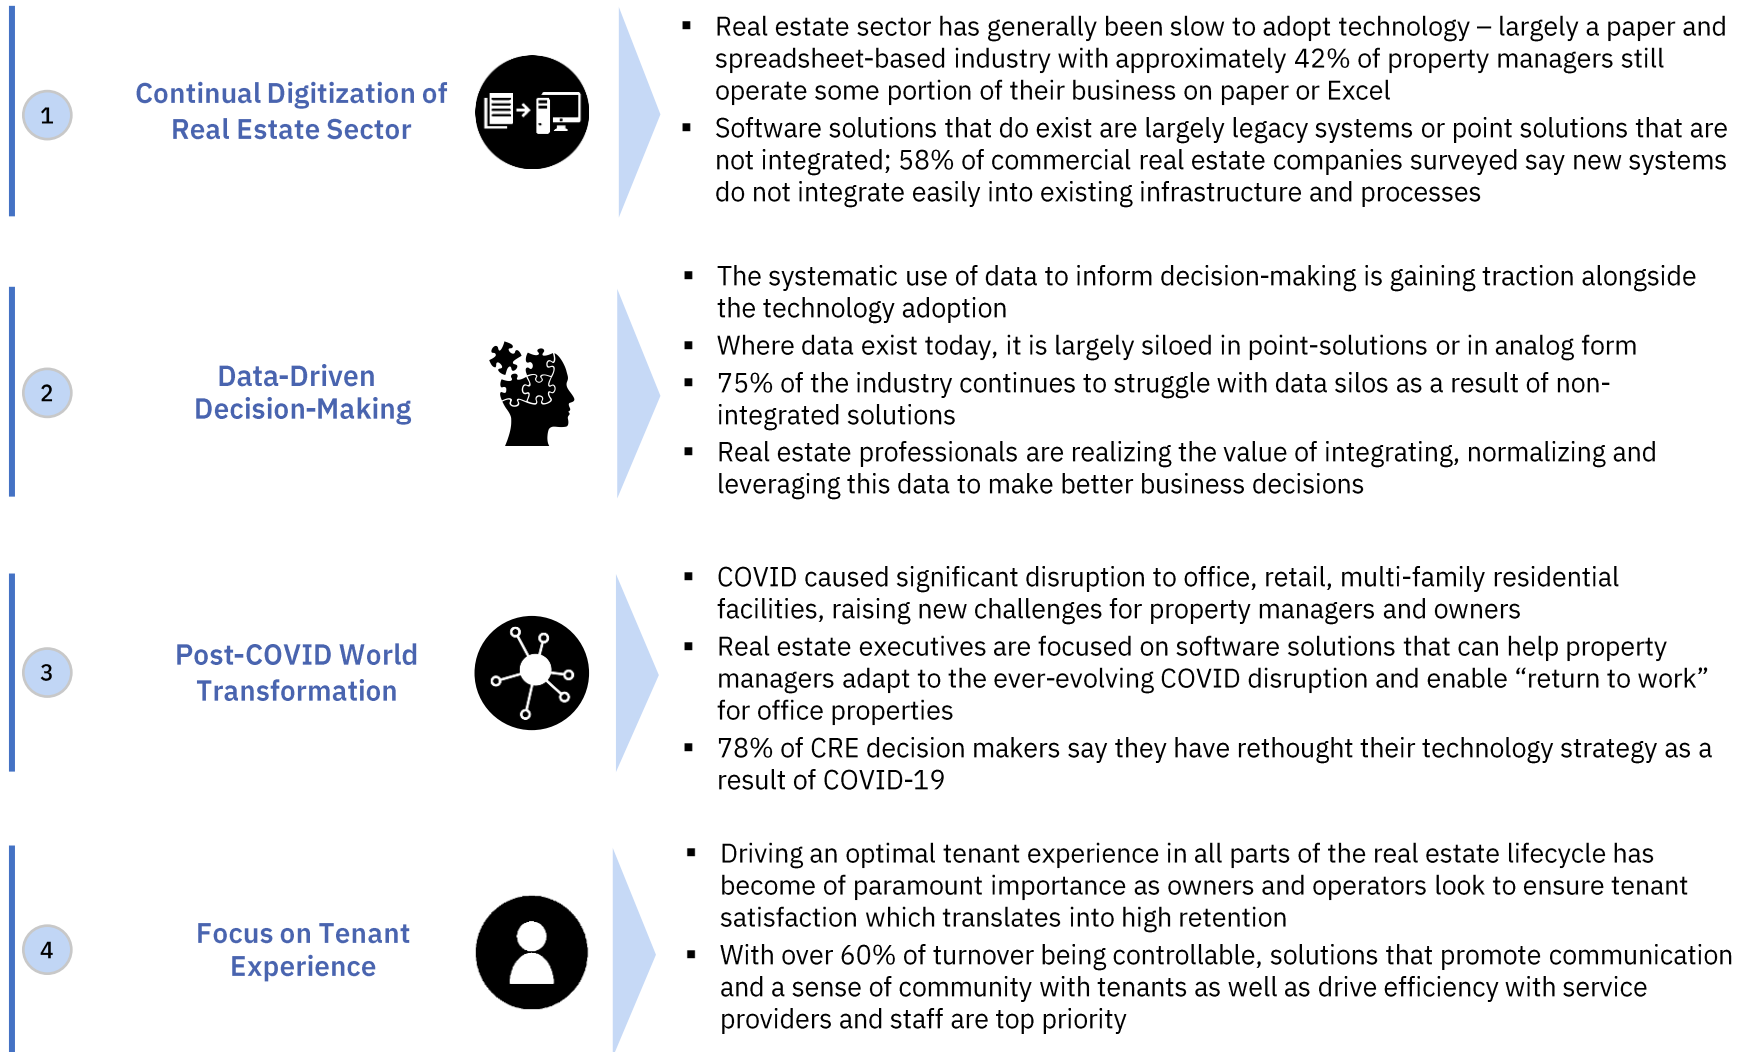 1
Continual Digitization of
Real Estate Sector
▪ Real estate sector has generally been slow to adopt technology – largely a paper and
spreadsheet-based industry with approximately 42% of property managers still
operate some portion of their business on paper or Excel
▪ Software solutions that do exist are largely legacy systems or point solutions that are
not integrated; 58% of commercial real estate companies surveyed say new systems
do not integrate easily into existing infrastructure and processes
2
Data-Driven
Decision-Making
▪ The systematic use of data to inform decision-making is gaining traction alongside
the technology adoption
▪ Where data exist today, it is largely siloed in point-solutions or in analog form
▪ 75% of the industry continues to struggle with data silos as a result of non-
integrated solutions
▪ Real estate professionals are realizing the value of integrating, normalizing and
leveraging this data to make better business decisions
3
Post-COVID World
Transformation
▪ COVID caused significant disruption to office, retail, multi-family residential
facilities, raising new challenges for property managers and owners
▪ Real estate executives are focused on software solutions that can help property
managers adapt to the ever-evolving COVID disruption and enable “return to work”
for office properties
▪ 78% of CRE decision makers say they have rethought their technology strategy as a
result of COVID-19
4
Focus on Tenant
Experience
▪ Driving an optimal tenant experience in all parts of the real estate lifecycle has
become of paramount importance as owners and operators look to ensure tenant
satisfaction which translates into high retention
▪ With over 60% of turnover being controllable, solutions that promote communication
and a sense of community with tenants as well as drive efficiency with service
providers and staff are top priority